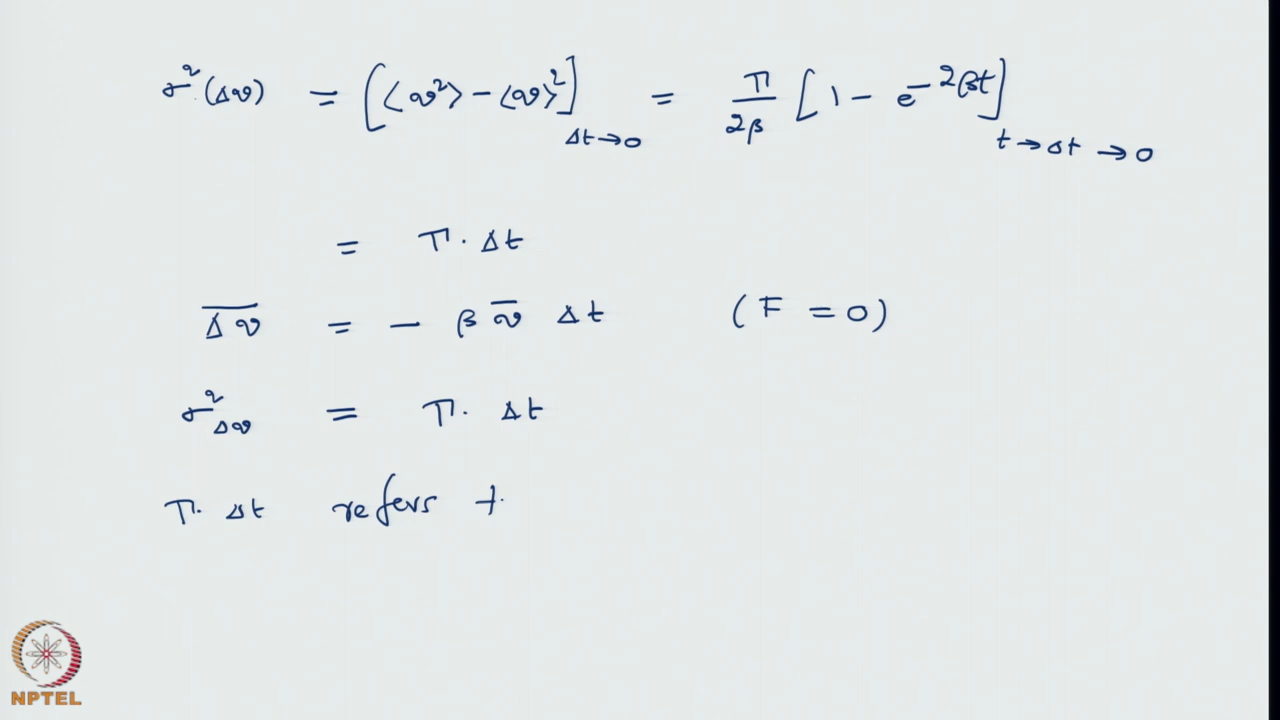 σ²(Δv) = [⟨v²⟩ - ⟨v⟩²]Δt→0 = π/2β [1 - e^-2βt]t→Δt→0
= π. Δt
Δv̅ = - β v̅ Δt (F = 0)
σ²Δv = π. Δt
π. Δt refers t
NPTEL